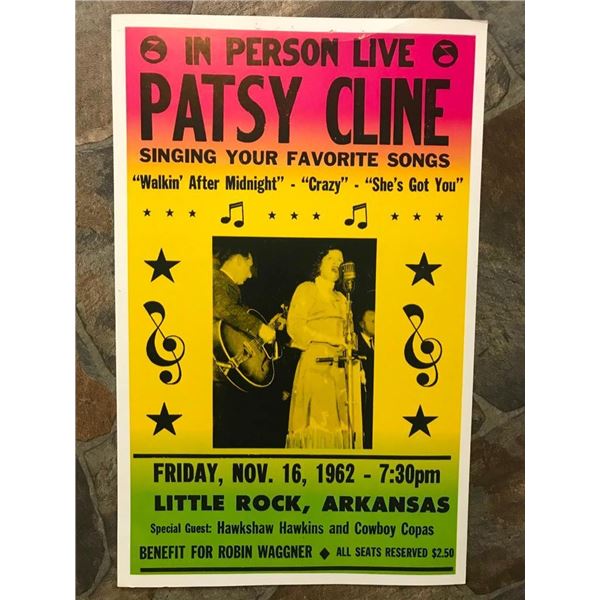 IN PERSON LIVE
PATSY CLINE
SINGING YOUR FAVORITE SONGS
"Walkin' After Midnight" - "Crazy" - "She's Got You"
FRIDAY, NOV. 16, 1962 - 7:30pm
LITTLE ROCK, ARKANSAS
Special Guest: Hawkshaw Hawkins and Cowboy Copas
BENEFIT FOR ROBIN WAGGNER ◆ ALL SEATS RESERVED $2.50